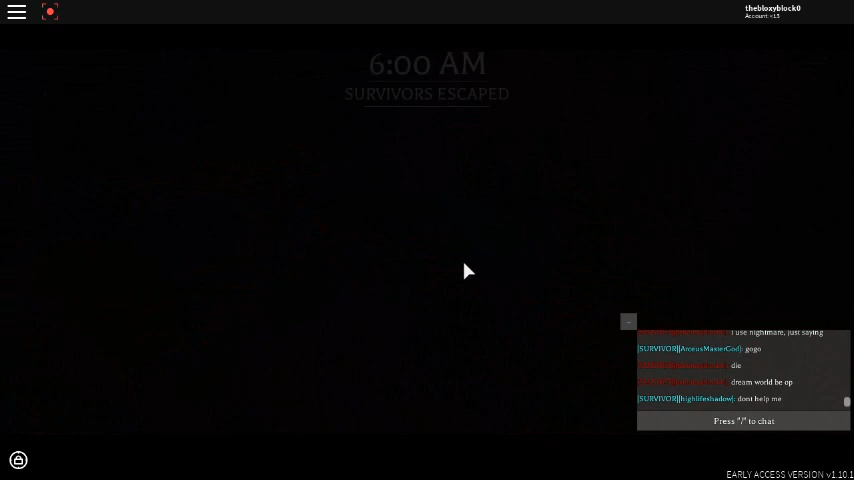 thebloxyblock0
Account: <13
6:00 AM
SURVIVORS ESCAPED
i use nightmare, just saying
[SURVIVOR][ArceusMasterGod]: gogo
die
dream world be op
[SURVIVOR][highlifeshadow]: dont help me
Press "/" to chat
EARLY ACCESS VERSION v1.10.1